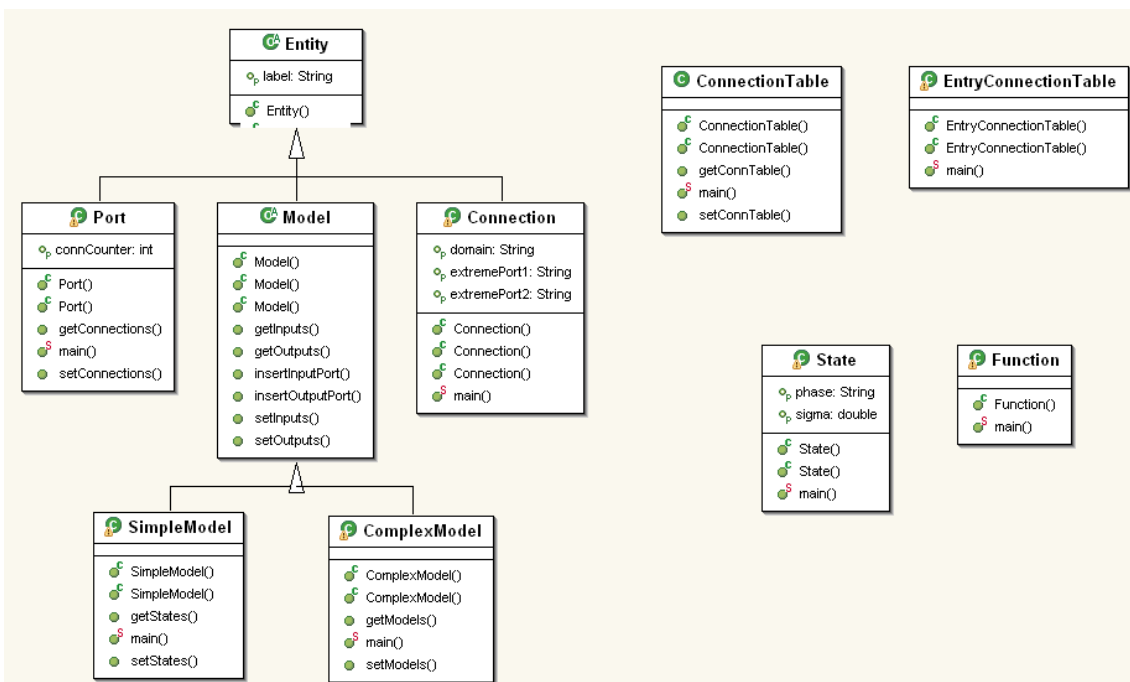 Entity
label: String
Entity()
ConnectionTable
ConnectionTable()
ConnectionTable()
getConnTable()
main()
setConnTable()
EntryConnectionTable
EntryConnectionTable()
EntryConnectionTable()
main()
Port
connCounter: int
Port()
Port()
getConnections()
main()
setConnections()
Model
Model()
Model()
Model()
getInputs()
getOutputs()
insertInputPort()
insertOutputPort()
setInputs()
setOutputs()
Connection
domain: String
extremePort1: String
extremePort2: String
Connection()
Connection()
Connection()
main()
State
phase: String
sigma: double
State()
State()
main()
Function
Function()
main()
SimpleModel
SimpleModel()
SimpleModel()
getStates()
main()
setStates()
ComplexModel
ComplexModel()
ComplexModel()
getModels()
main()
setModels()